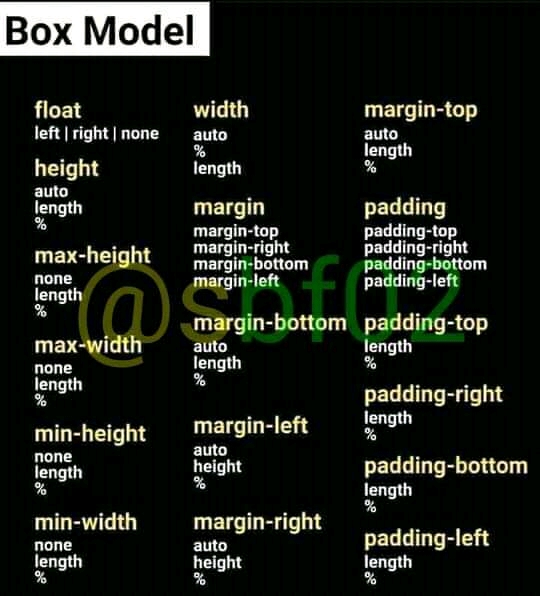 Box Model
float
left | right | none
height
auto
length
%
max-height
none
length
%
max-width
none
length
%
min-height
none
length
%
min-width
none
length
%
width
auto
%
length
margin
margin-top
margin-right
margin-bottom
margin-left
margin-bottom
auto
length
%
margin-left
auto
height
%
margin-right
auto
height
%
margin-top
auto
length
%
padding
padding-top
padding-right
padding-bottom
padding-left
padding-top
length
%
padding-right
length
%
padding-bottom
length
%
padding-left
length
%
@sbf02